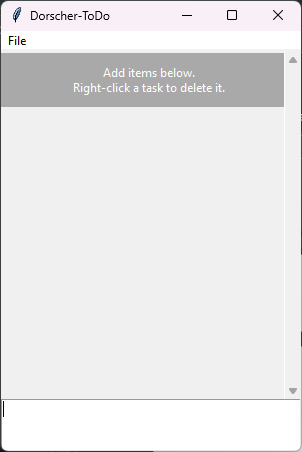 Dorscher-ToDo
File
Add items below.
Right-click a task to delete it.